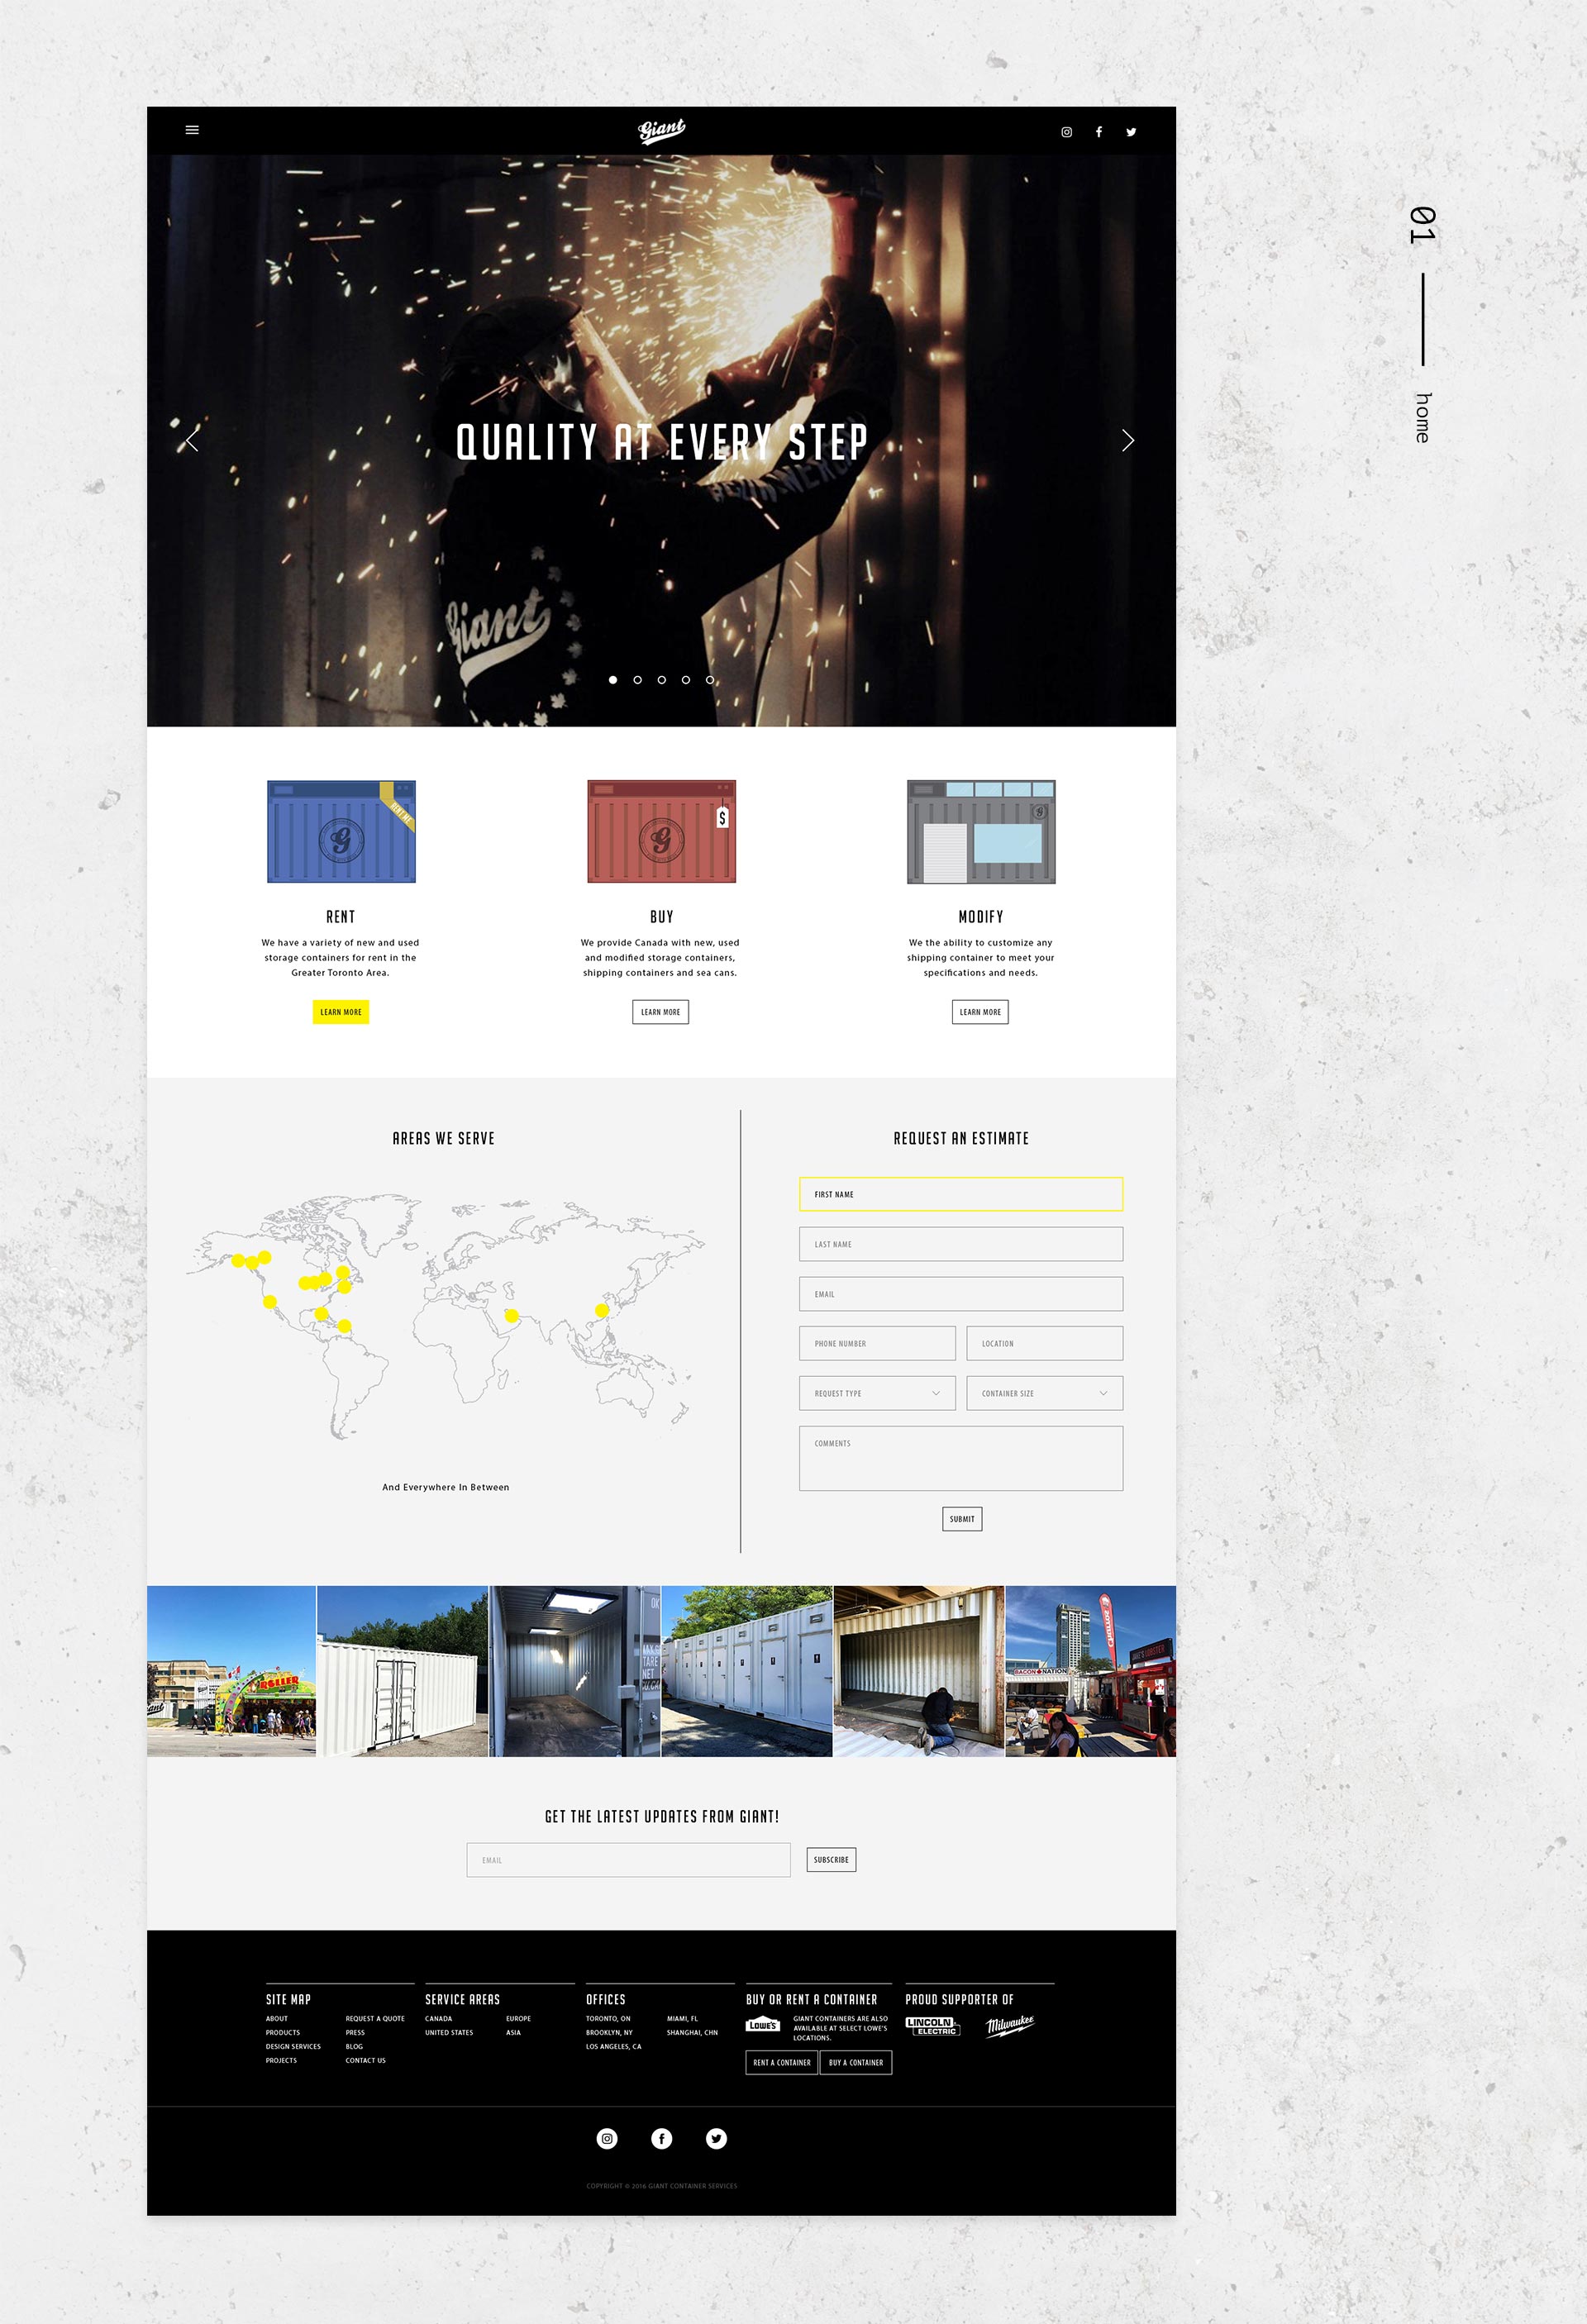 Giant
01
home
QUALITY AT EVERY STEP
Giant
RENT ME
G
G
$
G
RENT
BUY
MODIFY
We have a variety of new and used
storage containers for rent in the
Greater Toronto Area.
We provide Canada with new, used
and modified storage containers,
shipping containers and sea cans.
We the ability to customize any
shipping container to meet your
specifications and needs.
LEARN MORE
LEARN MORE
LEARN MORE
AREAS WE SERVE
And Everywhere In Between
REQUEST AN ESTIMATE
FIRST NAME
LAST NAME
EMAIL
PHONE NUMBER
LOCATION
REQUEST TYPE
CONTAINER SIZE
COMMENTS
SUBMIT
BACON NATION
GET THE LATEST UPDATES FROM GIANT!
EMAIL
SUBSCRIBE
SITE MAP
ABOUT
REQUEST A QUOTE
PRODUCTS
PRESS
DESIGN SERVICES
BLOG
PROJECTS
CONTACT US
SERVICE AREAS
CANADA
EUROPE
UNITED STATES
ASIA
OFFICES
TORONTO, ON
MIAMI, FL
BROOKLYN, NY
SHANGHAI, CHN
LOS ANGELES, CA
BUY OR RENT A CONTAINER
LOWE'S
GIANT CONTAINERS ARE ALSO
AVAILABLE AT SELECT LOWE'S
LOCATIONS.
RENT A CONTAINER
BUY A CONTAINER
PROUD SUPPORTER OF
LINCOLN
ELECTRIC
Milwaukee
COPYRIGHT © 2016 GIANT CONTAINER SERVICES